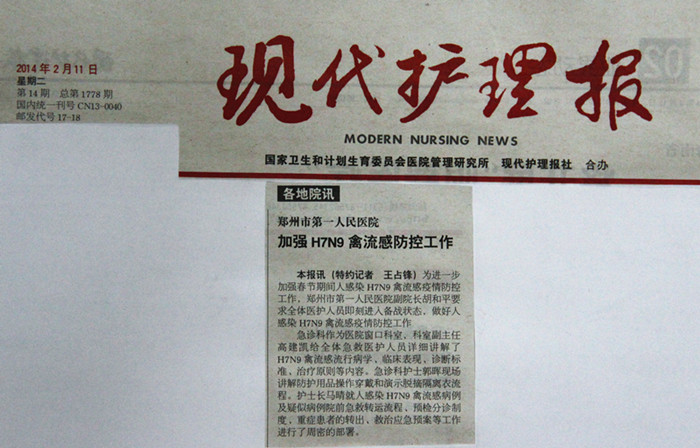 2014年2月11日
星期二
第14期 总第1778期
国内统一刊号CN13-0040
邮发代号17-18
现代护理报
MODERN NURSING NEWS
国家卫生和计划生育委员会医院管理研究所 现代护理报社 合办
02
各地院讯
郑州市第一人民医院
加强H7N9禽流感防控工作
本报讯(特约记者 王占锋)为进一步
加强春节期间人感染H7N9禽流感疫情防控
工作,郑州市第一人民医院副院长胡和平要
求全体医护人员即刻进入备战状态,做好人
感染H7N9禽流感疫情防控工作
急诊科作为医院窗口科室,科室副主任
高建凯给全体急救医护人员详细讲解了
H7N9禽流感流行病学、临床表现、诊断标
准、治疗原则等内容。急诊科护士郭晖现场
讲解防护用品操作穿戴和演示脱摘隔离衣流
程。护士长马晴就人感染H7N9禽流感病例
及疑似病例院前急救转运流程,预检分诊制
度,重症患者的转出、救治应急预案等工作
进行了周密的部署。